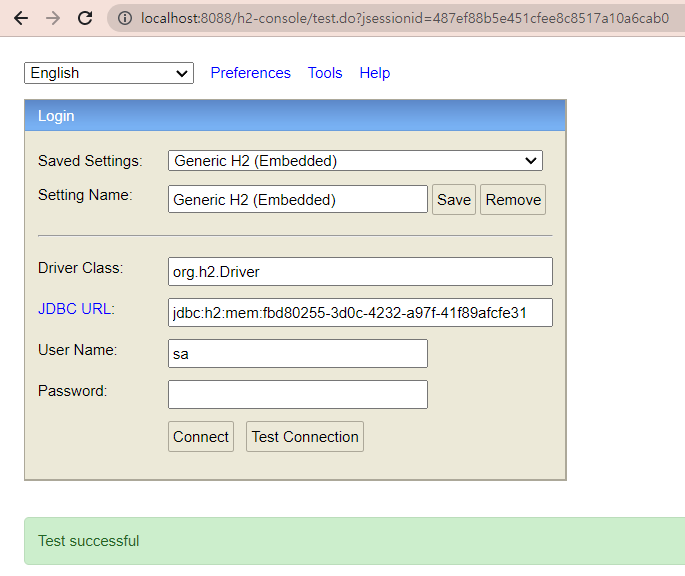 localhost:8088/h2-console/test.do?jsessionid=487ef88b5e451cfee8c8517a10a6cab0
English Preferences Tools Help
Login
Saved Settings: Generic H2 (Embedded)
Setting Name: Generic H2 (Embedded) Save Remove
Driver Class: org.h2.Driver
JDBC URL: jdbc:h2:mem:fbd80255-3d0c-4232-a97f-41f89afcfe31
User Name: sa
Password:
Connect Test Connection
Test successful